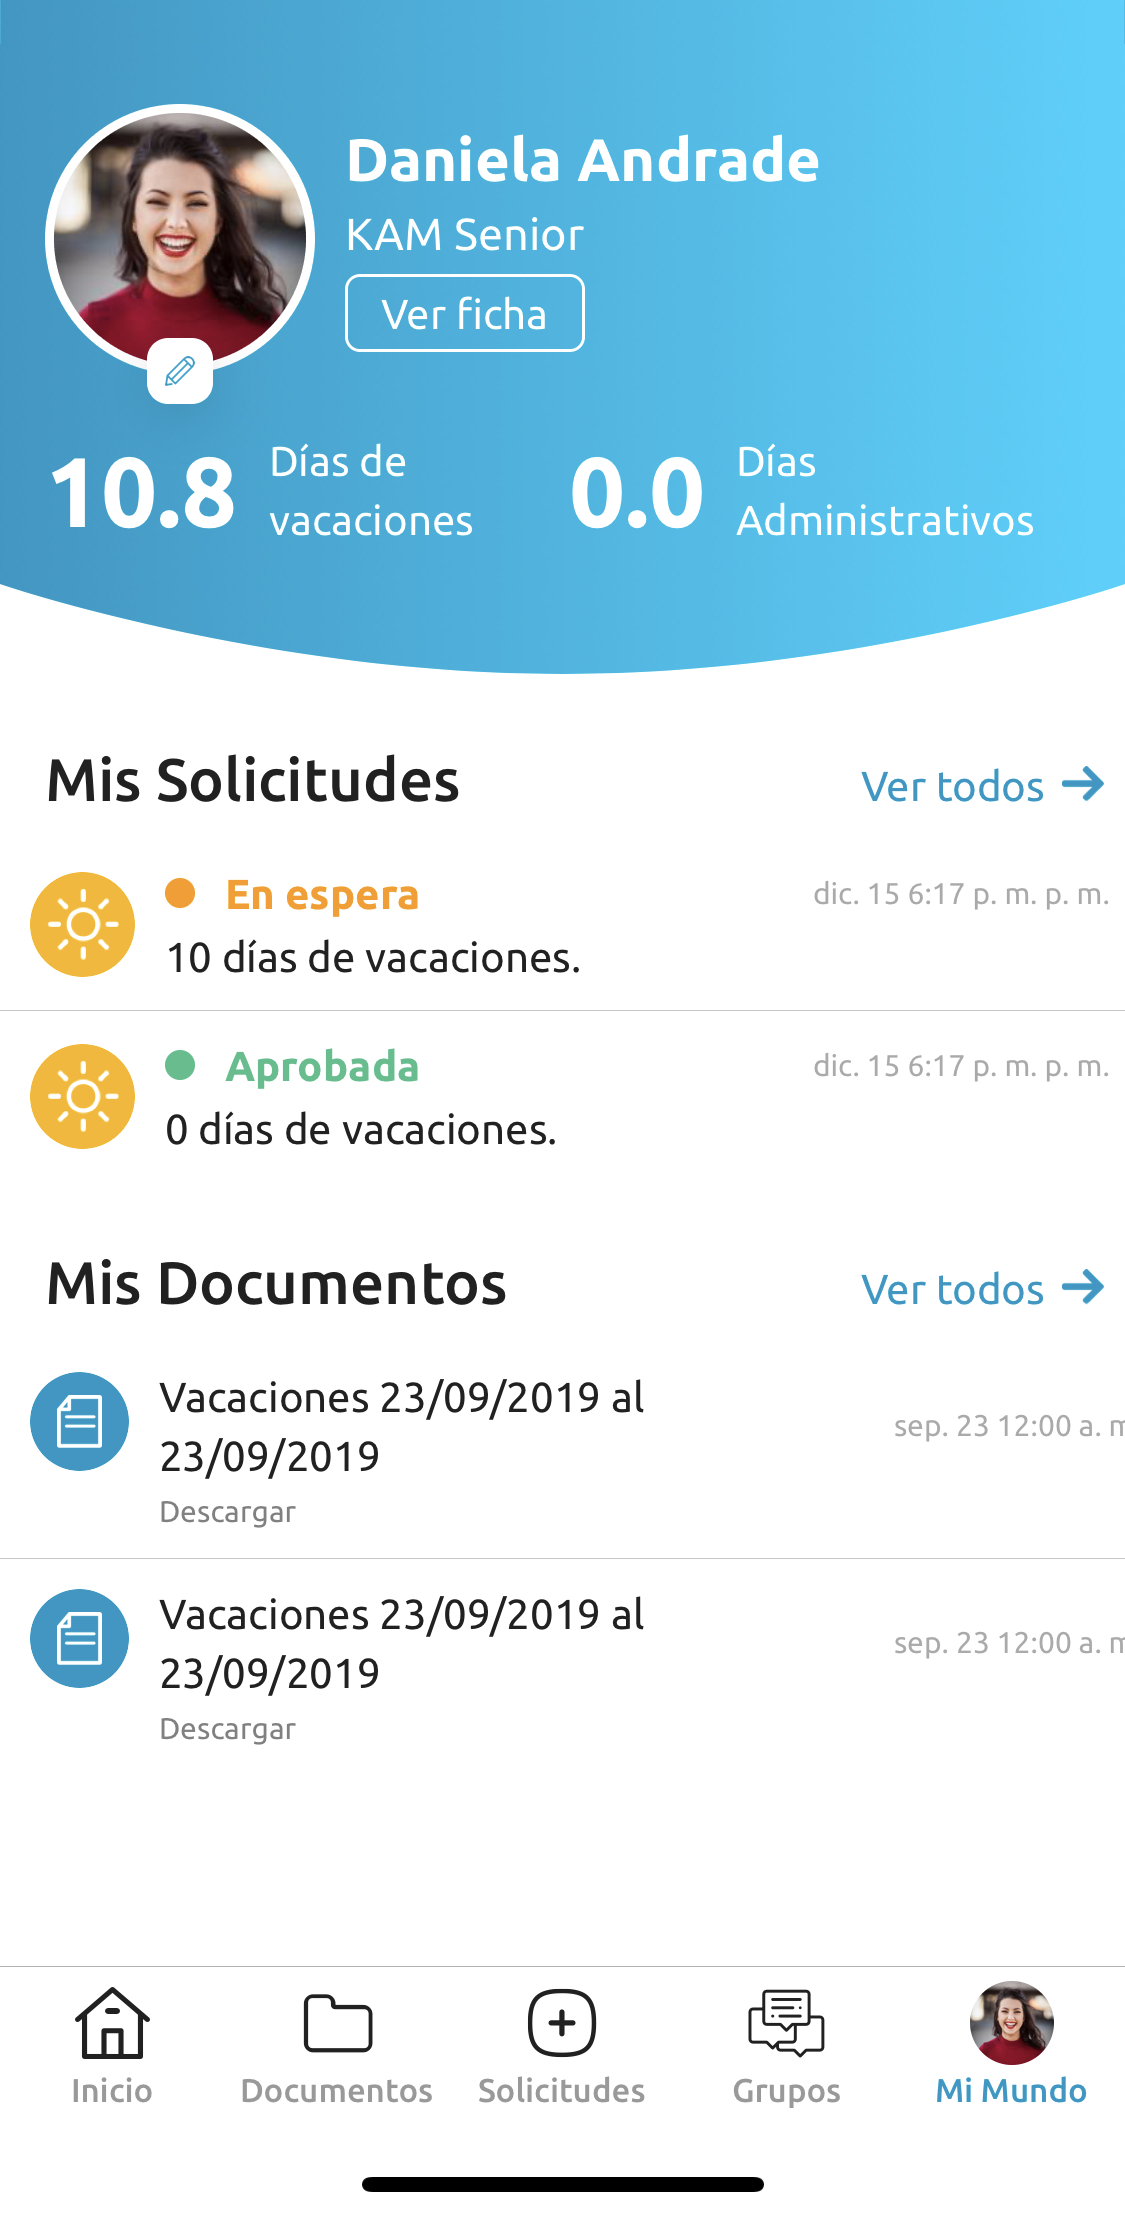 Daniela Andrade
KAM Senior
Ver ficha
10.8
Días de
vacaciones
0.0
Días
Administrativos
Mis Solicitudes
Ver todos
En espera
dic. 15 6:17 p. m. p. m.
10 días de vacaciones.
Aprobada
dic. 15 6:17 p. m. p. m.
0 días de vacaciones.
Mis Documentos
Ver todos
Vacaciones 23/09/2019 al
23/09/2019
sep. 23 12:00 a. m
Descargar
Vacaciones 23/09/2019 al
23/09/2019
sep. 23 12:00 a. m
Descargar
Inicio
Documentos
Solicitudes
Grupos
Mi Mundo